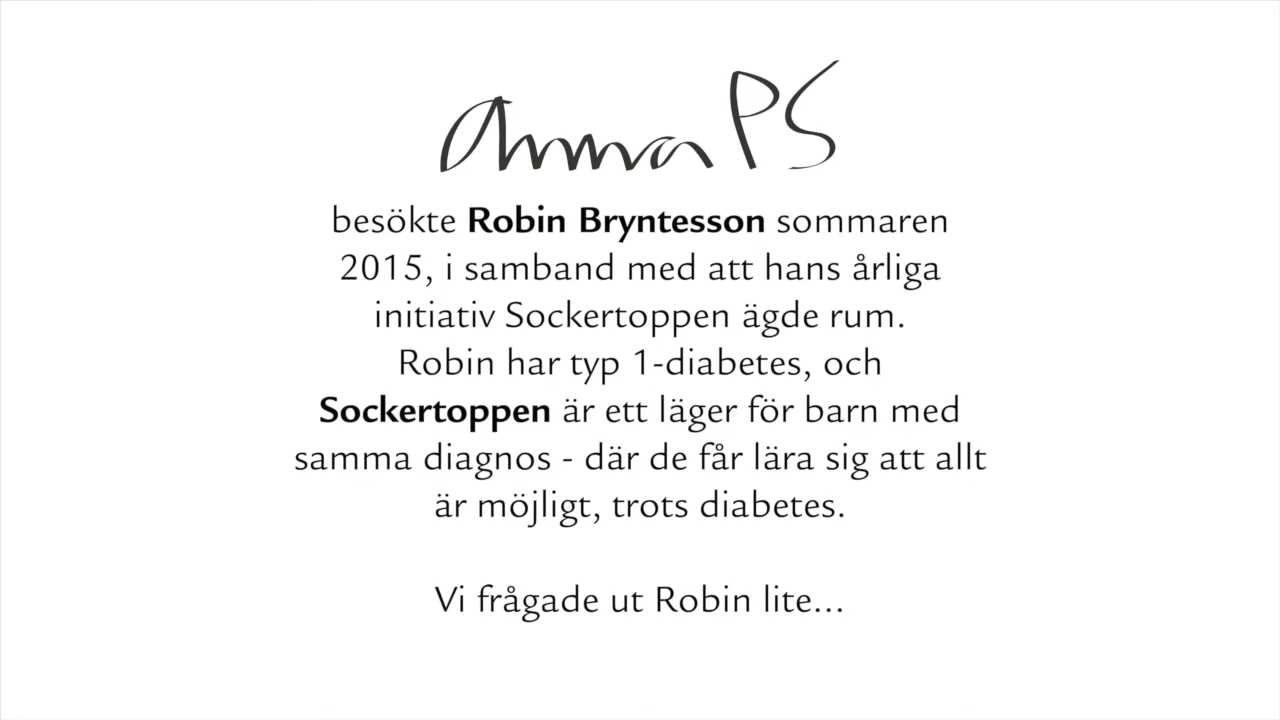 Anna PS
besökte Robin Bryntesson sommaren
2015, i samband med att hans årliga
initiativ Sockertoppen ägde rum.
Robin har typ 1-diabetes, och
Sockertoppen är ett läger för barn med
samma diagnos - där de får lära sig att allt
är möjligt, trots diabetes.
Vi frågade ut Robin lite...